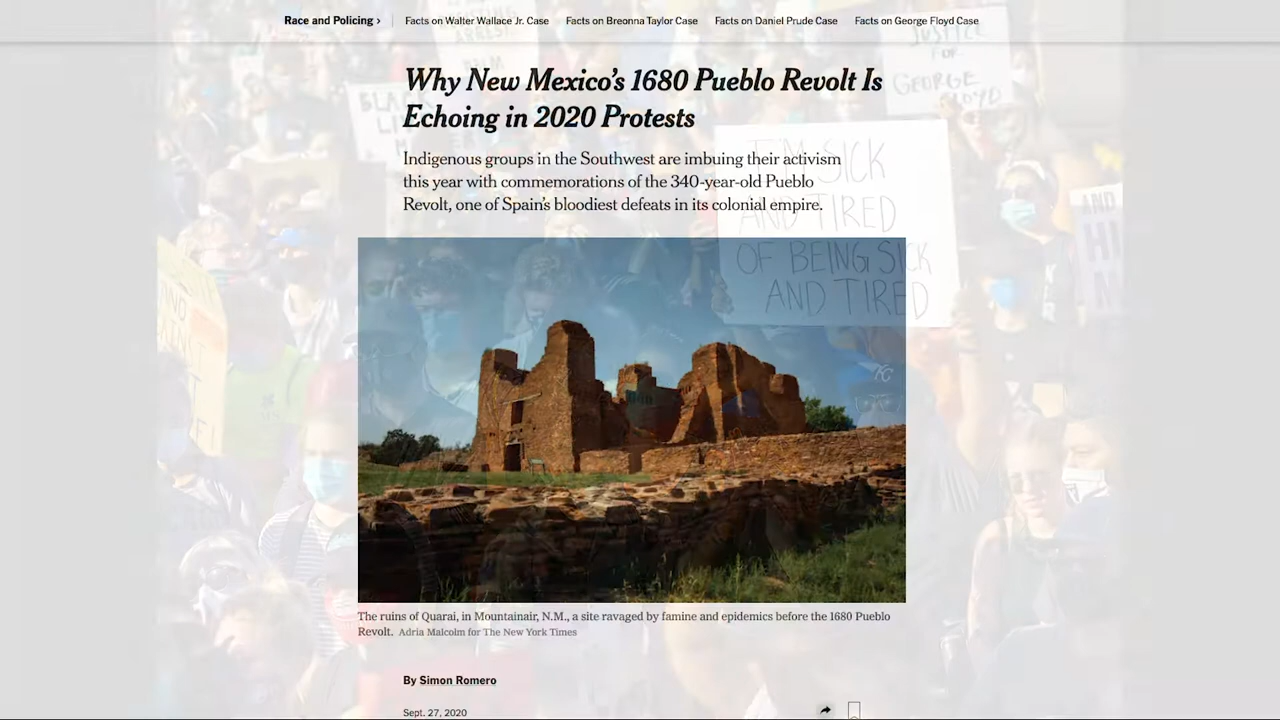 Race and Policing › Facts on Walter Wallace Jr. Case Facts on Breonna Taylor Case Facts on Daniel Prude Case Facts on George Floyd Case
JUSTICE
FOR
GEORGE
Why New Mexico's 1680 Pueblo Revolt Is
Echoing in 2020 Protests
Indigenous groups in the Southwest are imbuing their activism
this year with commemorations of the 340-year-old Pueblo
Revolt, one of Spain's bloodiest defeats in its colonial empire.
I'M SICK
AND TIRED
OF BEING SICK
AND TIRED
AND
The ruins of Quarai, in Mountainair, N.M., a site ravaged by famine and epidemics before the 1680 Pueblo
Revolt. Adria Malcolm for The New York Times
By Simon Romero
Sept. 27, 2020